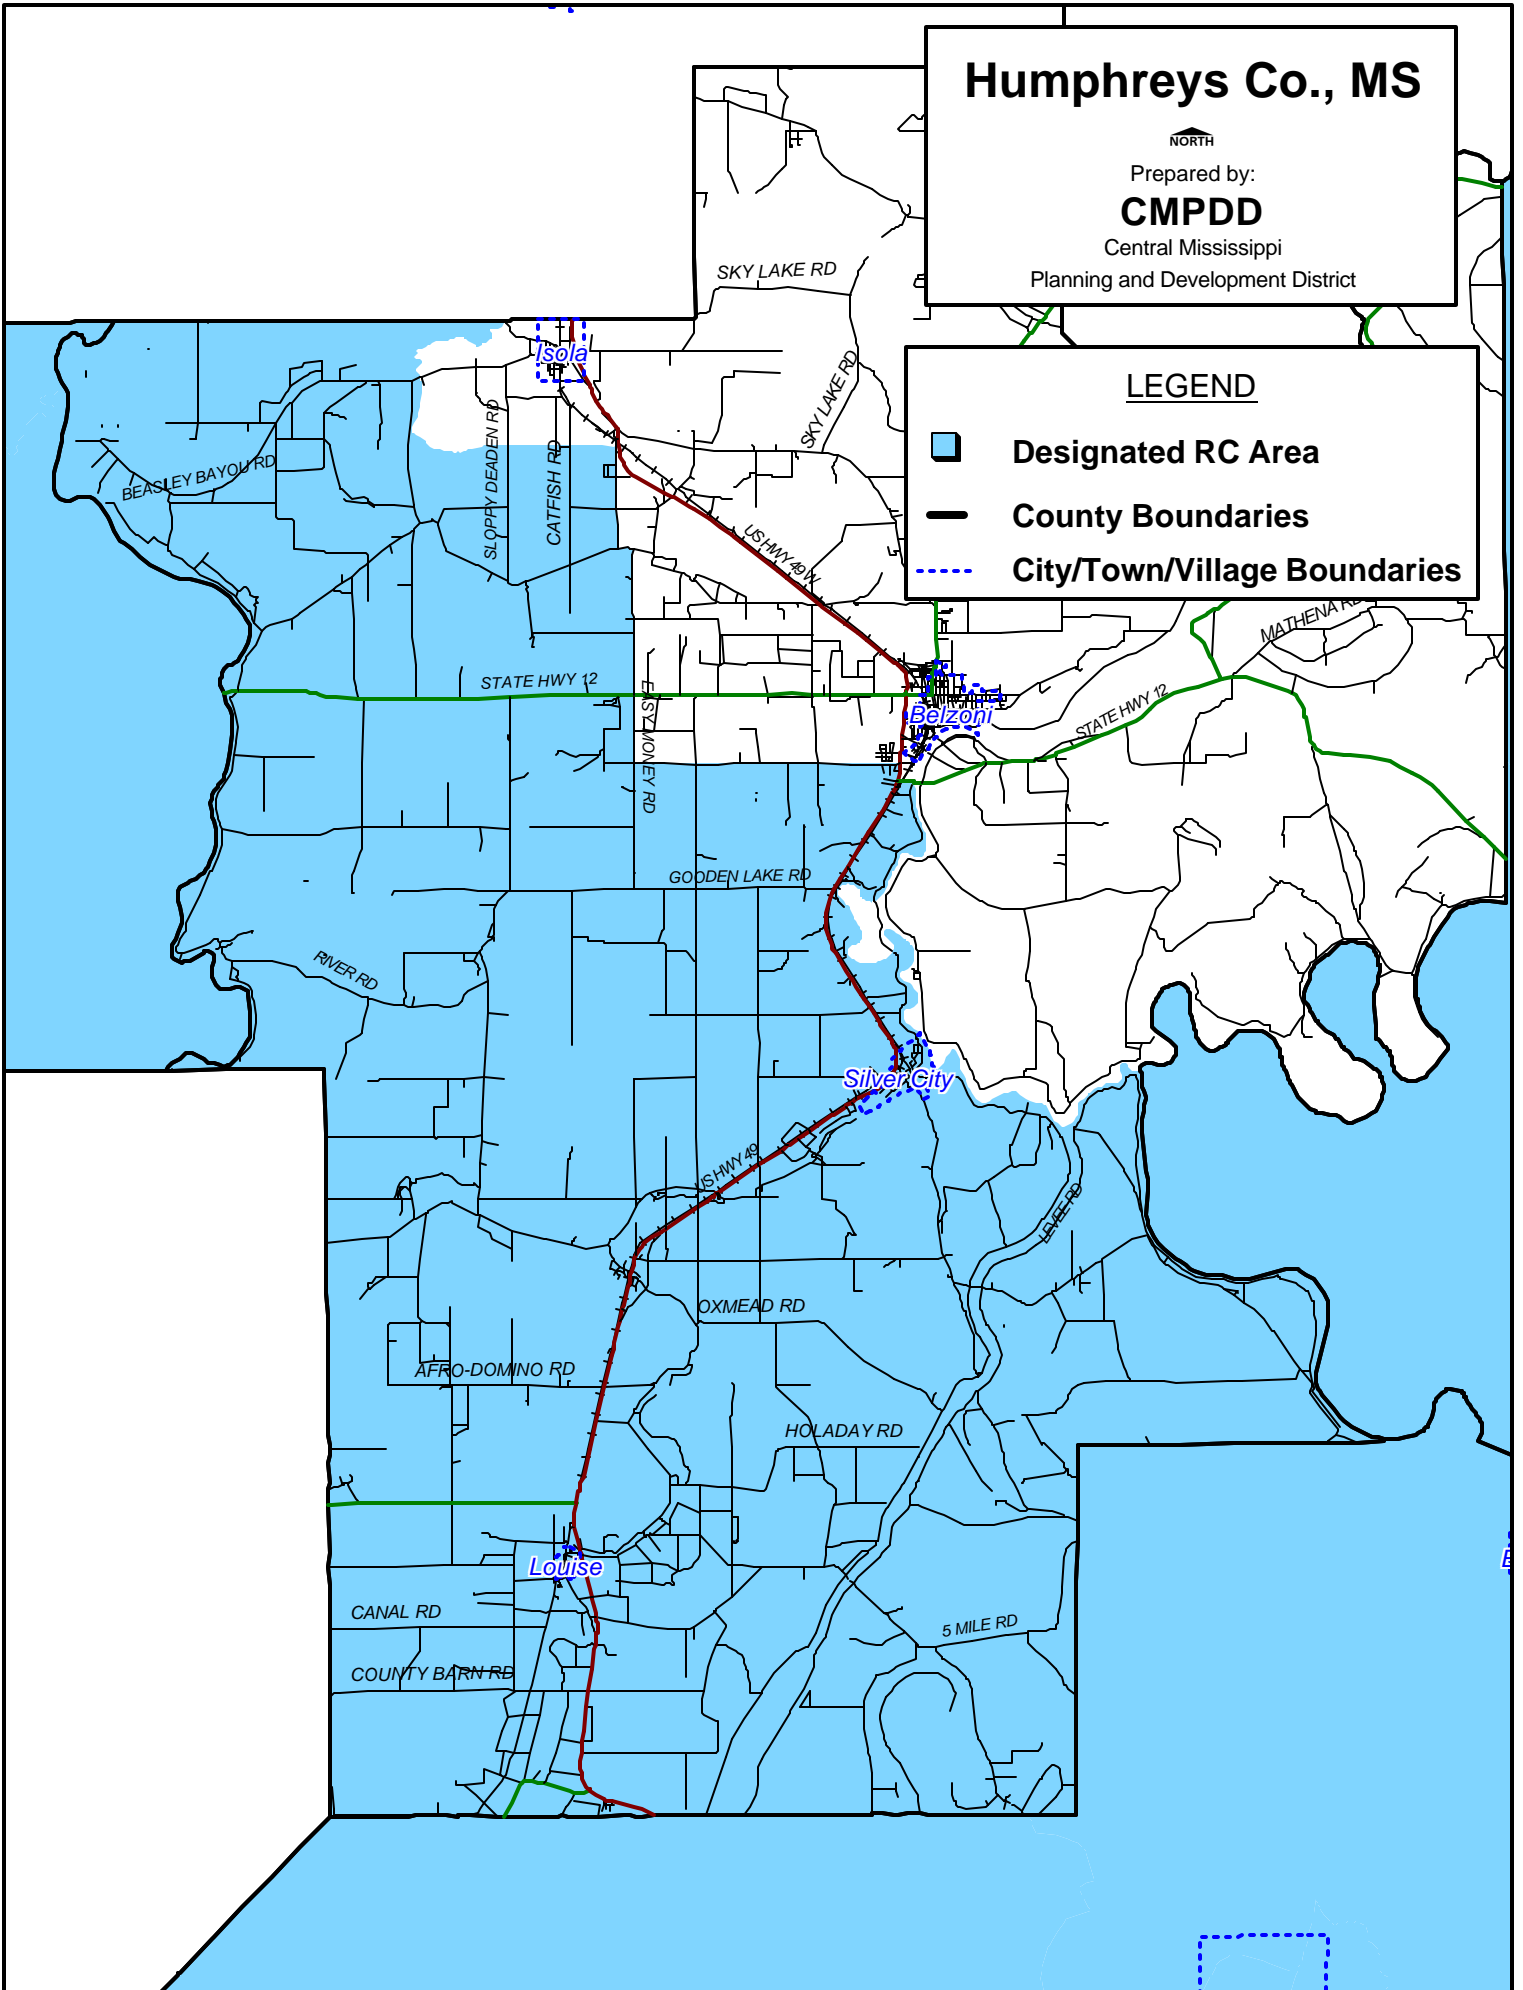 Humphreys Co., MS
NORTH
Prepared by:
CMPDD
Central Mississippi
Planning and Development District
LEGEND
Designated RC Area
County Boundaries
City/Town/Village Boundaries
SKY LAKE RD
Isola
SKY LAKE RD
SLOPPY DEADEN RD
CATFISH RD
BEASLEY BAYOU RD
US HWY 49 W
MATHENA RD
STATE HWY 12
EASY MONEY RD
Belzoni
STATE HWY 12
GOODEN LAKE RD
RIVER RD
Silver City
US HWY 49
LEVEE RD
OXMEAD RD
AFRO-DOMINO RD
HOLADAY RD
Louise
CANAL RD
5 MILE RD
COUNTY BARN RD